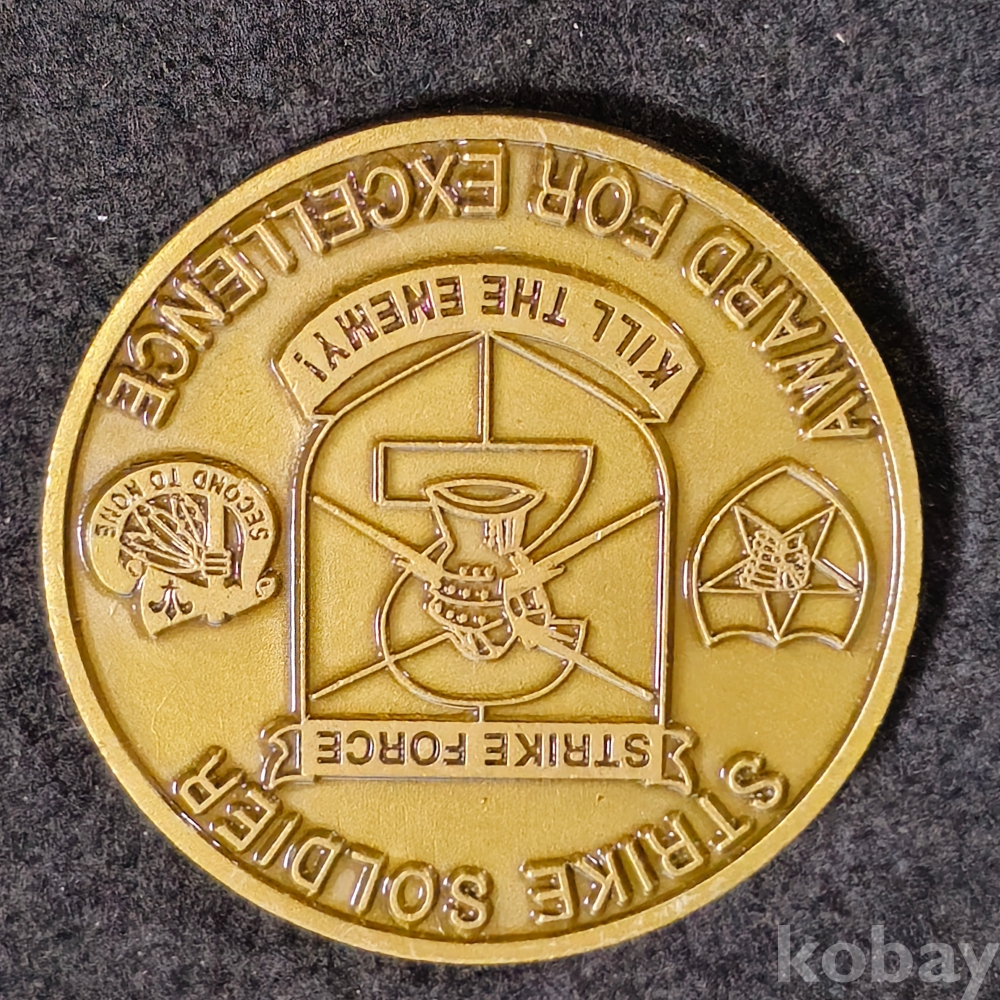 AWARD FOR EXCELLENCE
KILL THE ENEMY!
SECOND TO NONE
STRIKE FORCE
STRIKE SOLDIER
kobay